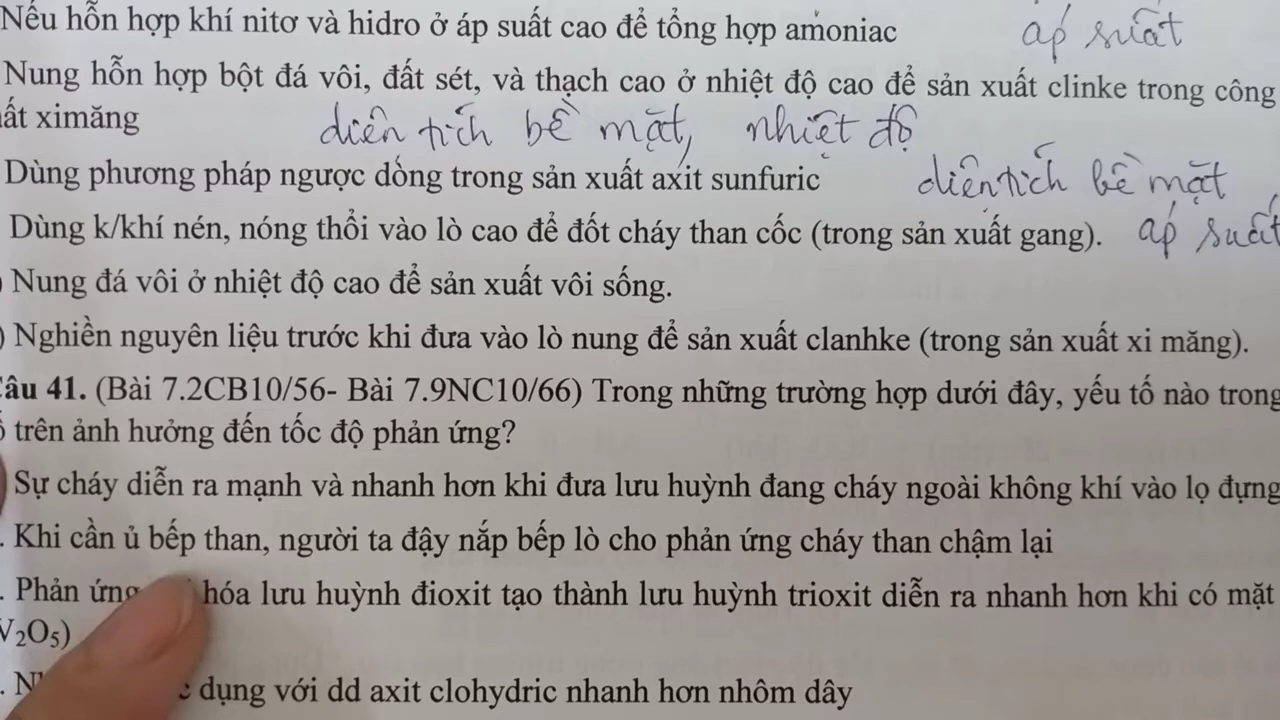 Nếu hỗn hợp khí nitơ và hidro ở áp suất cao để tổng hợp amoniac áp suất
Nung hỗn hợp bột đá vôi, đất sét, và thạch cao ở nhiệt độ cao để sản xuất clinke trong công
ất ximăng diện tích bề mặt, nhiệt độ
Dùng phương pháp ngược dòng trong sản xuất axit sunfuric diện tích bề mặt
Dùng k/khí nén, nóng thổi vào lò cao để đốt cháy than cốc (trong sản xuất gang). áp suất
) Nung đá vôi ở nhiệt độ cao để sản xuất vôi sống.
) Nghiền nguyên liệu trước khi đưa vào lò nung để sản xuất clanhke (trong sản xuất xi măng).
Câu 41. (Bài 7.2CB10/56- Bài 7.9NC10/66) Trong những trường hợp dưới đây, yếu tố nào trong
ố trên ảnh hưởng đến tốc độ phản ứng?
Sự cháy diễn ra mạnh và nhanh hơn khi đưa lưu huỳnh đang cháy ngoài không khí vào lọ đựng
. Khi cần ủ bếp than, người ta đậy nắp bếp lò cho phản ứng cháy than chậm lại
. Phản ứng hóa lưu huỳnh đioxit tạo thành lưu huỳnh trioxit diễn ra nhanh hơn khi có mặt
V₂O₅)
. dụng với dd axit clohydric nhanh hơn nhôm dây